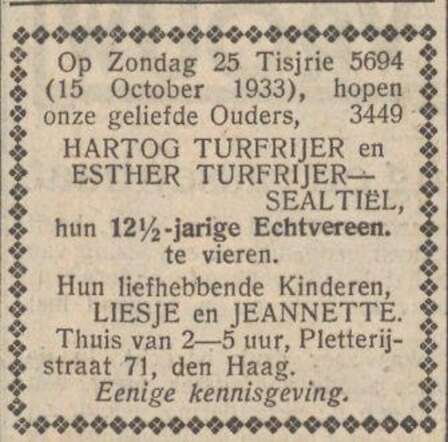 Op Zondag 25 Tisjrie 5694
(15 October 1933), hopen
onze geliefde Ouders, 3449
HARTOG TURFRIJER en
ESTHER TURFRIJER—
SEALTIËL,
hun 12½-jarige Echtvereen.
te vieren.
Hun liefhebbende Kinderen,
LIESJE en JEANNETTE.
Thuis van 2—5 uur, Pletterij-
straat 71, den Haag.
Eenige kennisgeving.